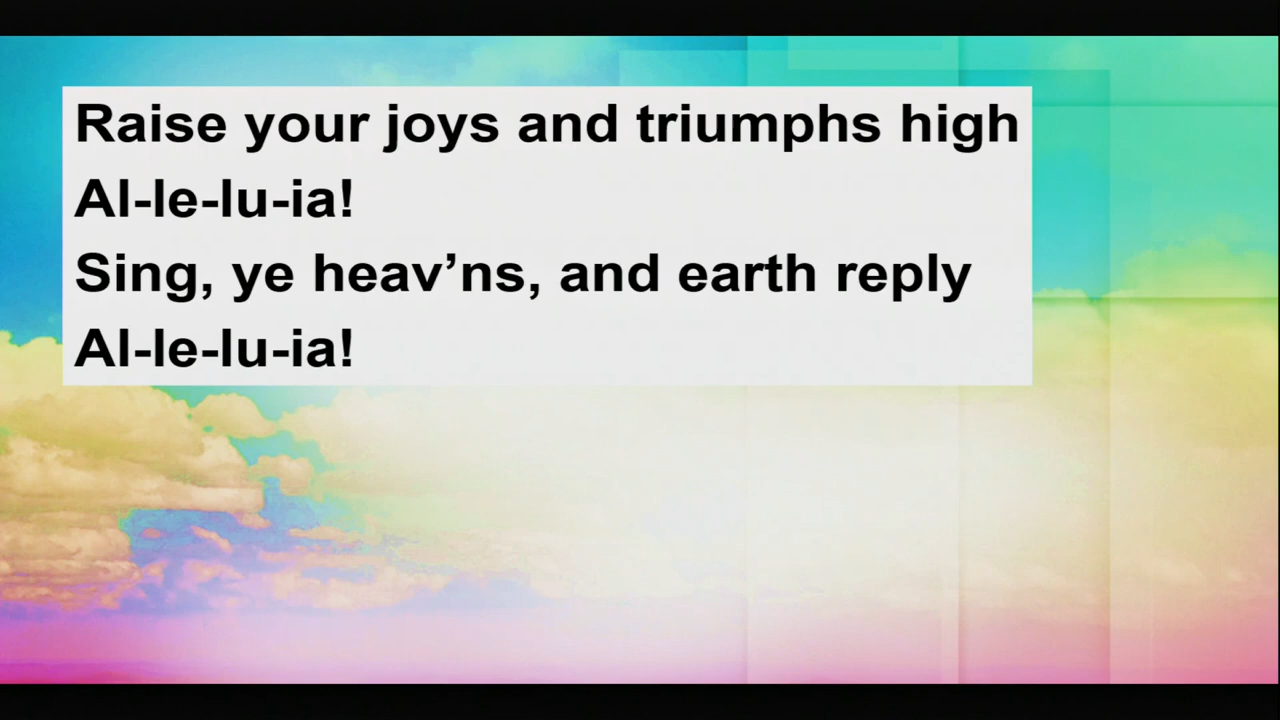 Raise your joys and triumphs high
Al-le-lu-ia!
Sing, ye heav’ns, and earth reply
Al-le-lu-ia!